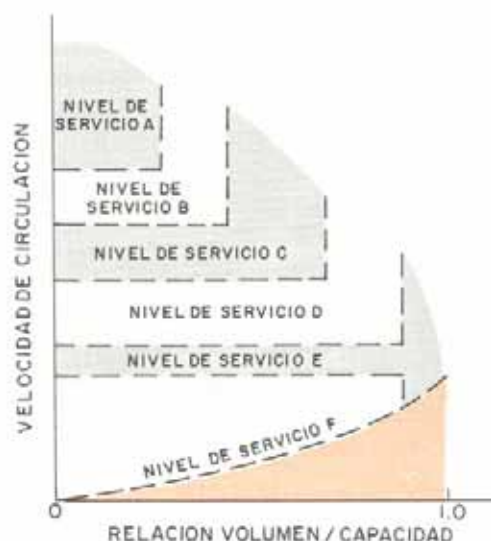 VELOCIDAD DE CIRCULACION
NIVEL DE
SERVICIO A
NIVEL DE
SERVICIO B
NIVEL DE SERVICIO C
NIVEL DE SERVICIO D
NIVEL DE SERVICIO E
NIVEL DE SERVICIO F
0
1.0
RELACION VOLUMEN / CAPACIDAD